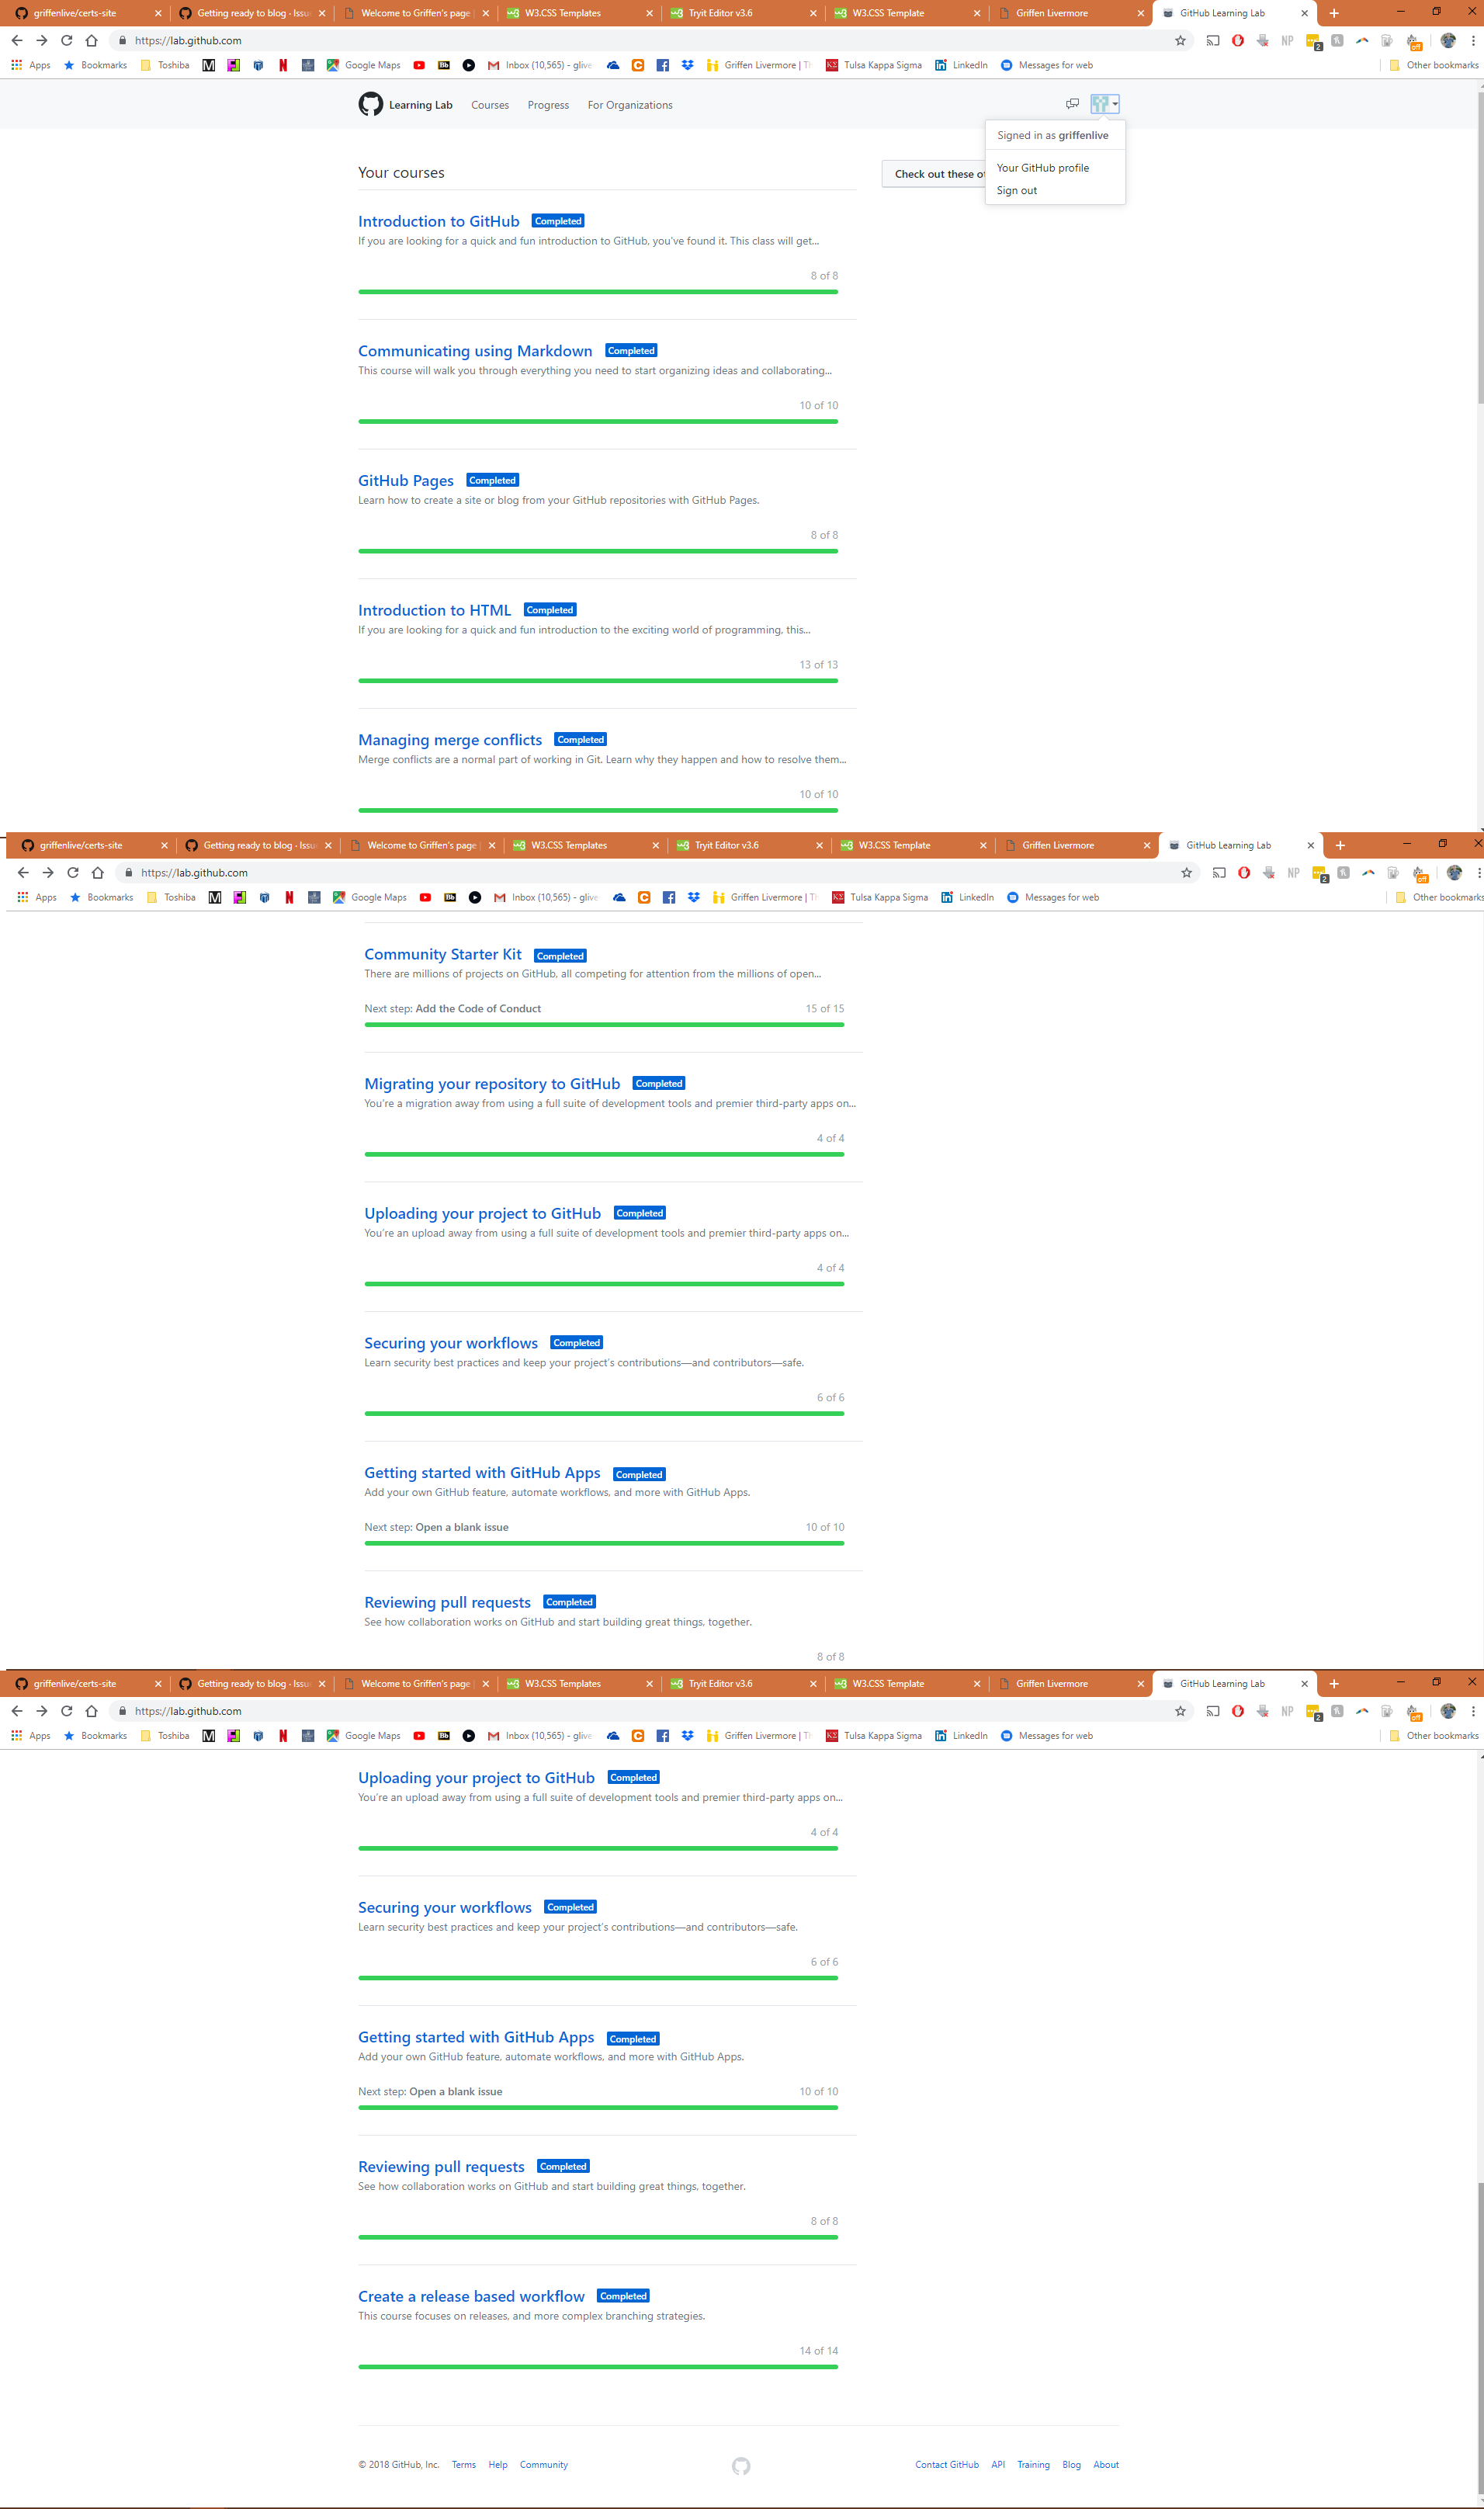 griffenlive/certs-site
Getting ready to blog · Issu
Welcome to Griffen's page
W3.CSS Templates
Tryit Editor v3.6
W3.CSS Template
Griffen Livermore
GitHub Learning Lab
https://lab.github.com
NP
2
off
Apps
Bookmarks
Toshiba
Google Maps
Inbox (10,565) - glive
Griffen Livermore | Th
Tulsa Kappa Sigma
LinkedIn
Messages for web
Other bookmarks
Learning Lab
Courses
Progress
For Organizations
Signed in as griffenlive
Your GitHub profile
Sign out
Your courses
Check out these ot
Introduction to GitHub Completed
If you are looking for a quick and fun introduction to GitHub, you've found it. This class will get...
8 of 8
Communicating using Markdown Completed
This course will walk you through everything you need to start organizing ideas and collaborating...
10 of 10
GitHub Pages Completed
Learn how to create a site or blog from your GitHub repositories with GitHub Pages.
8 of 8
Introduction to HTML Completed
If you are looking for a quick and fun introduction to the exciting world of programming, this...
13 of 13
Managing merge conflicts Completed
Merge conflicts are a normal part of working in Git. Learn why they happen and how to resolve them...
10 of 10
griffenlive/certs-site
Getting ready to blog · Issu
Welcome to Griffen's page
W3.CSS Templates
Tryit Editor v3.6
W3.CSS Template
Griffen Livermore
GitHub Learning Lab
https://lab.github.com
NP
2
off
Apps
Bookmarks
Toshiba
Google Maps
Inbox (10,565) - glive
Griffen Livermore | Th
Tulsa Kappa Sigma
LinkedIn
Messages for web
Other bookmarks
Community Starter Kit Completed
There are millions of projects on GitHub, all competing for attention from the millions of open...
Next step: Add the Code of Conduct 15 of 15
Migrating your repository to GitHub Completed
You're a migration away from using a full suite of development tools and premier third-party apps on...
4 of 4
Uploading your project to GitHub Completed
You're an upload away from using a full suite of development tools and premier third-party apps on...
4 of 4
Securing your workflows Completed
Learn security best practices and keep your project's contributions—and contributors—safe.
6 of 6
Getting started with GitHub Apps Completed
Add your own GitHub feature, automate workflows, and more with GitHub Apps.
Next step: Open a blank issue 10 of 10
Reviewing pull requests Completed
See how collaboration works on GitHub and start building great things, together.
8 of 8
griffenlive/certs-site
Getting ready to blog · Issu
Welcome to Griffen's page
W3.CSS Templates
Tryit Editor v3.6
W3.CSS Template
Griffen Livermore
GitHub Learning Lab
https://lab.github.com
NP
2
off
Apps
Bookmarks
Toshiba
Google Maps
Inbox (10,565) - glive
Griffen Livermore | Th
Tulsa Kappa Sigma
LinkedIn
Messages for web
Other bookmarks
Uploading your project to GitHub Completed
You're an upload away from using a full suite of development tools and premier third-party apps on...
4 of 4
Securing your workflows Completed
Learn security best practices and keep your project's contributions—and contributors—safe.
6 of 6
Getting started with GitHub Apps Completed
Add your own GitHub feature, automate workflows, and more with GitHub Apps.
Next step: Open a blank issue 10 of 10
Reviewing pull requests Completed
See how collaboration works on GitHub and start building great things, together.
8 of 8
Create a release based workflow Completed
This course focuses on releases, and more complex branching strategies.
14 of 14
© 2018 GitHub, Inc. Terms Help Community
Contact GitHub API Training Blog About